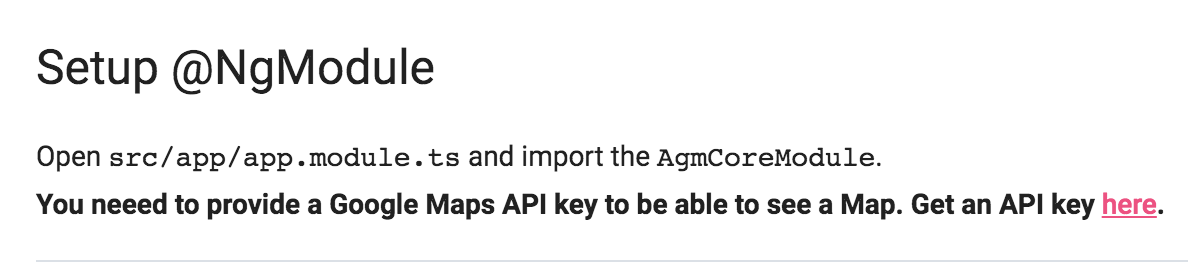 Setup @NgModule
Open src/app/app.module.ts and import the AgmCoreModule.
You neeed to provide a Google Maps API key to be able to see a Map. Get an API key here.